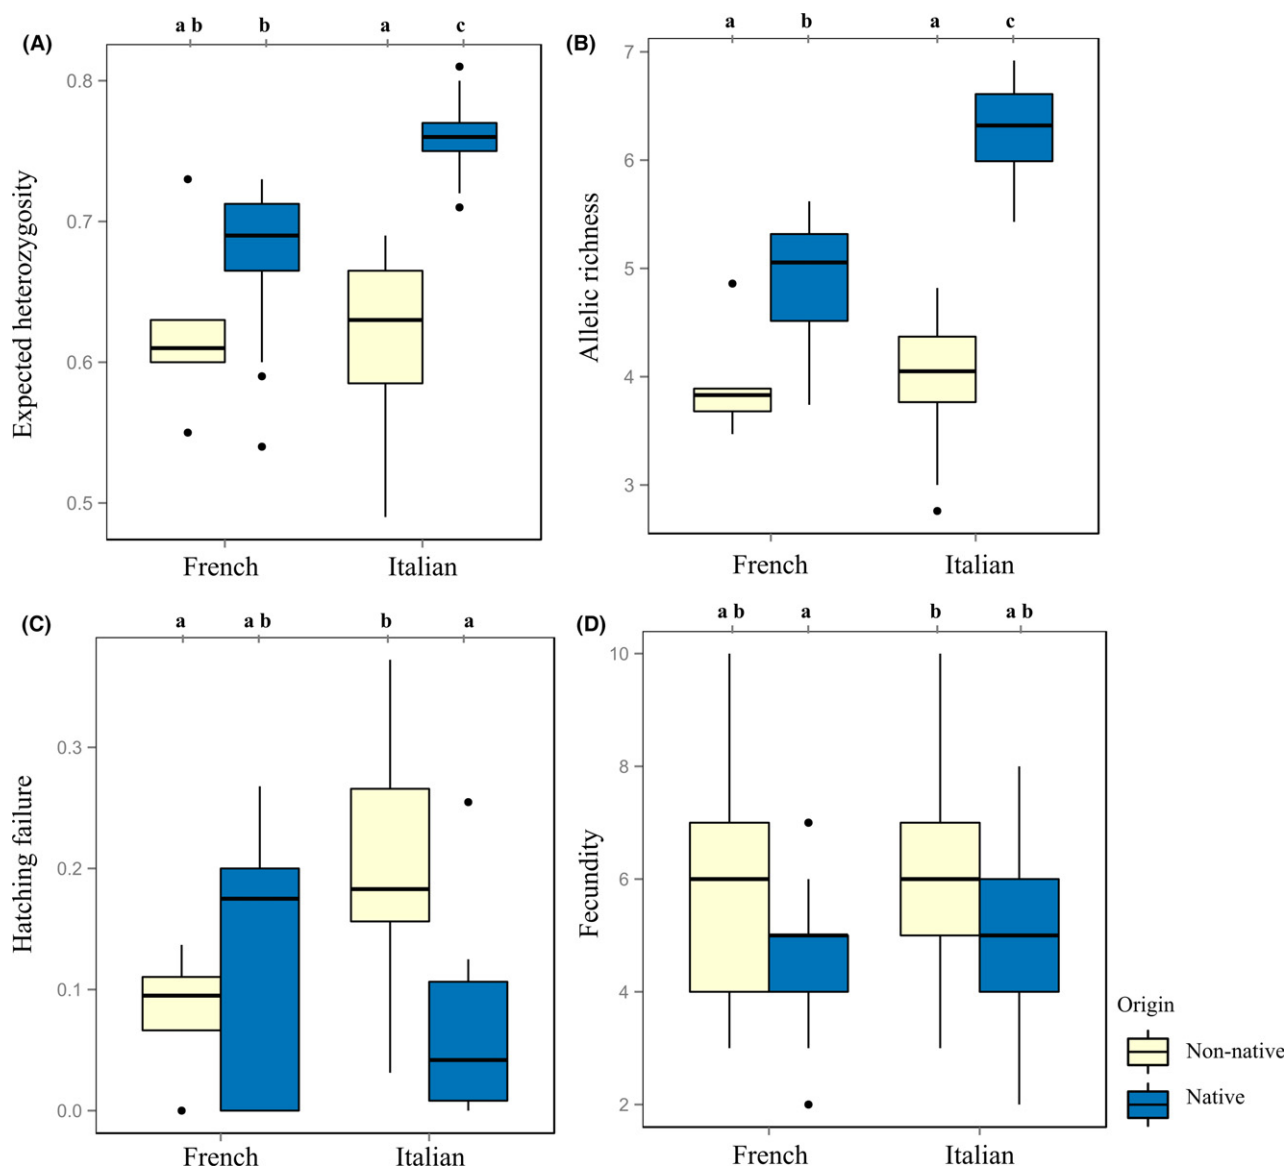 (A)
a b b a c
Expected heterozygosity
0.8
0.7
0.6
0.5
French Italian
(B)
a b a c
Allelic richness
7
6
5
4
3
French Italian
(C)
a a b b a
Hatching failure
0.3
0.2
0.1
0.0
French Italian
(D)
a b a b a b
Fecundity
10
8
6
4
2
French Italian
Origin
Non-native
Native